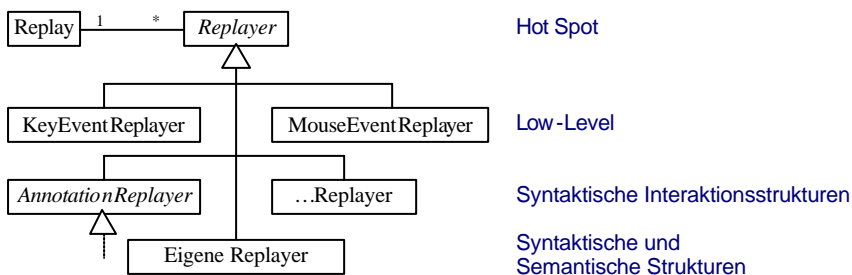 Replay 1 * Replayer Hot Spot
KeyEventReplayer MouseEventReplayer Low-Level
AnnotationReplayer …Replayer Syntaktische Interaktionsstrukturen
Eigene Replayer Syntaktische und
Semantische Strukturen